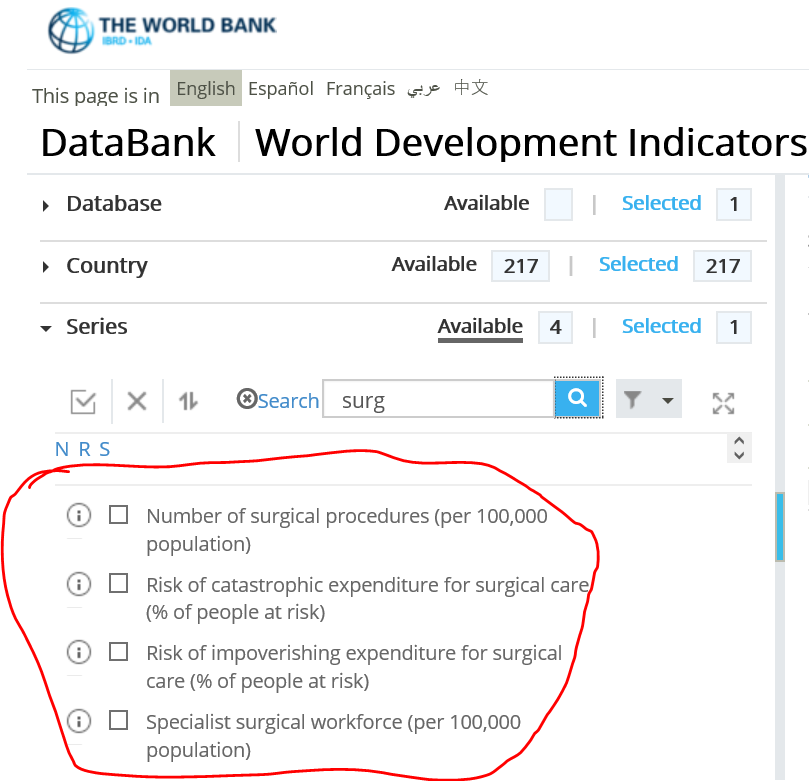 THE WORLD BANK
IBRD • IDA
This page is in English Español Français عربي 中文
DataBank World Development Indicators
Database Available | Selected 1
Country Available 217 | Selected 217
Series Available 4 | Selected 1
Search surg
N R S
Number of surgical procedures (per 100,000
population)
Risk of catastrophic expenditure for surgical care
(% of people at risk)
Risk of impoverishing expenditure for surgical
care (% of people at risk)
Specialist surgical workforce (per 100,000
population)